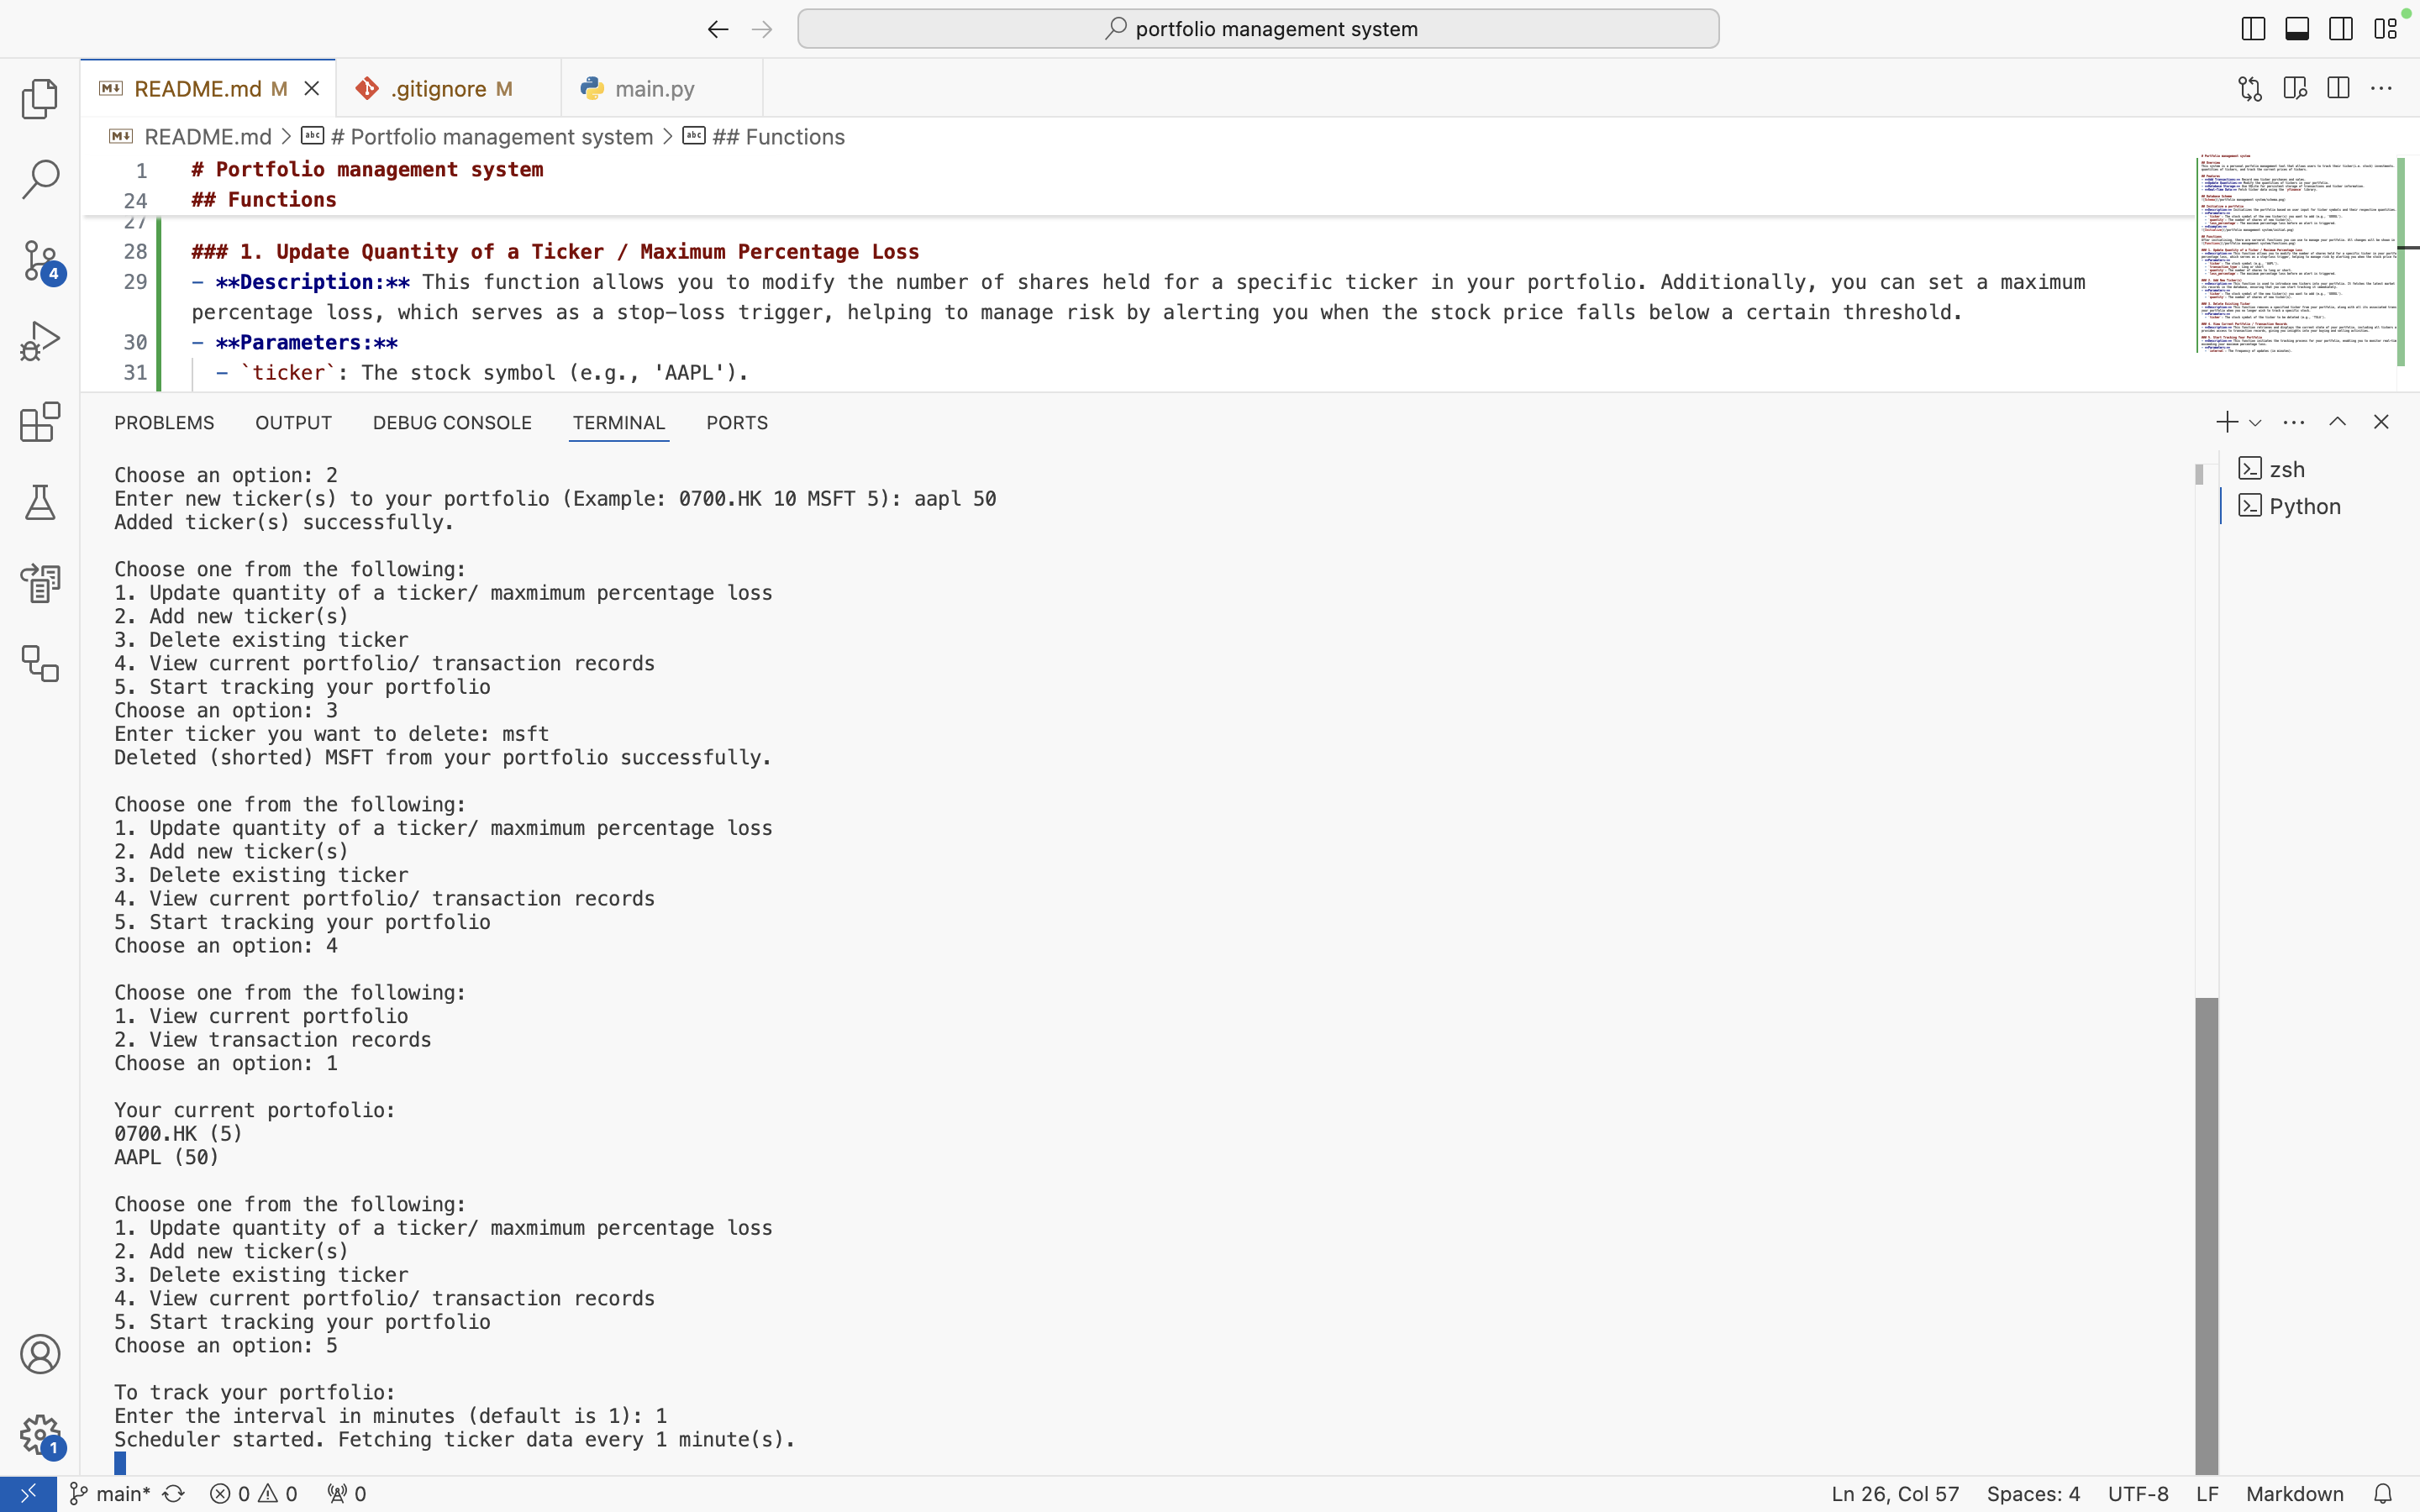 portfolio management system
README.md M
.gitignore M
main.py
README.md > # Portfolio management system > ## Functions
1 # Portfolio management system
24 ## Functions
27
28 ### 1. Update Quantity of a Ticker / Maximum Percentage Loss
29 - **Description:** This function allows you to modify the number of shares held for a specific ticker in your portfolio. Additionally, you can set a maximum
percentage loss, which serves as a stop-loss trigger, helping to manage risk by alerting you when the stock price falls below a certain threshold.
30 - **Parameters:**
31 - `ticker`: The stock symbol (e.g., 'AAPL').
4
PROBLEMS OUTPUT DEBUG CONSOLE TERMINAL PORTS
zsh
Python
Choose an option: 2
Enter new ticker(s) to your portfolio (Example: 0700.HK 10 MSFT 5): aapl 50
Added ticker(s) successfully.
Choose one from the following:
1. Update quantity of a ticker/ maxmimum percentage loss
2. Add new ticker(s)
3. Delete existing ticker
4. View current portfolio/ transaction records
5. Start tracking your portfolio
Choose an option: 3
Enter ticker you want to delete: msft
Deleted (shorted) MSFT from your portfolio successfully.
Choose one from the following:
1. Update quantity of a ticker/ maxmimum percentage loss
2. Add new ticker(s)
3. Delete existing ticker
4. View current portfolio/ transaction records
5. Start tracking your portfolio
Choose an option: 4
Choose one from the following:
1. View current portfolio
2. View transaction records
Choose an option: 1
Your current portofolio:
0700.HK (5)
AAPL (50)
Choose one from the following:
1. Update quantity of a ticker/ maxmimum percentage loss
2. Add new ticker(s)
3. Delete existing ticker
4. View current portfolio/ transaction records
5. Start tracking your portfolio
Choose an option: 5
To track your portfolio:
Enter the interval in minutes (default is 1): 1
Scheduler started. Fetching ticker data every 1 minute(s).
1
main* 0 0 0
Ln 26, Col 57 Spaces: 4 UTF-8 LF Markdown